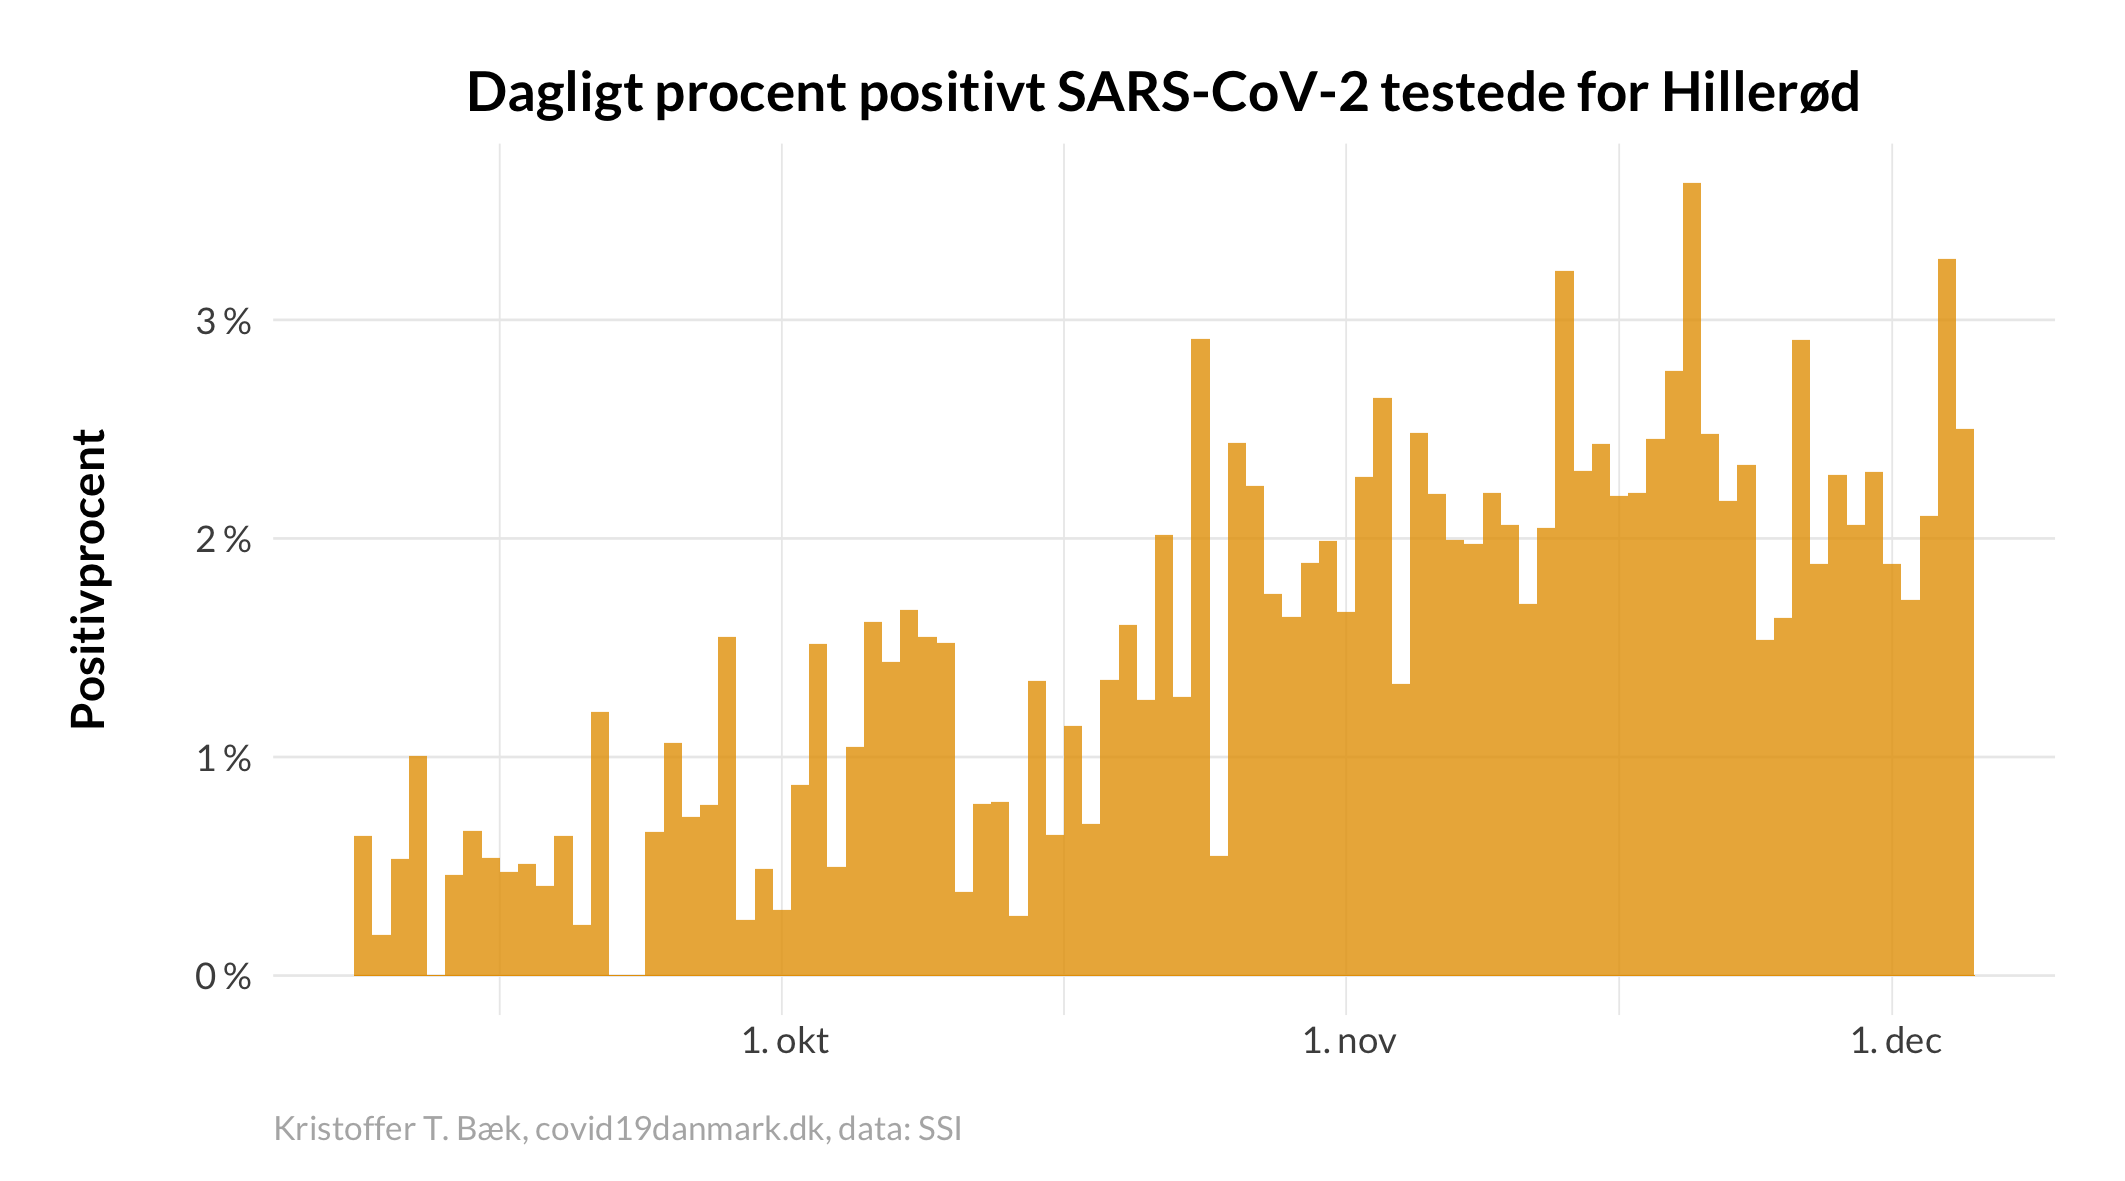 Dagligt procent positivt SARS-CoV-2 testede for Hillerød
Positivprocent
3 %
2 %
1 %
0 %
1. okt
1. nov
1. dec
Kristoffer T. Bæk, covid19danmark.dk, data: SSI